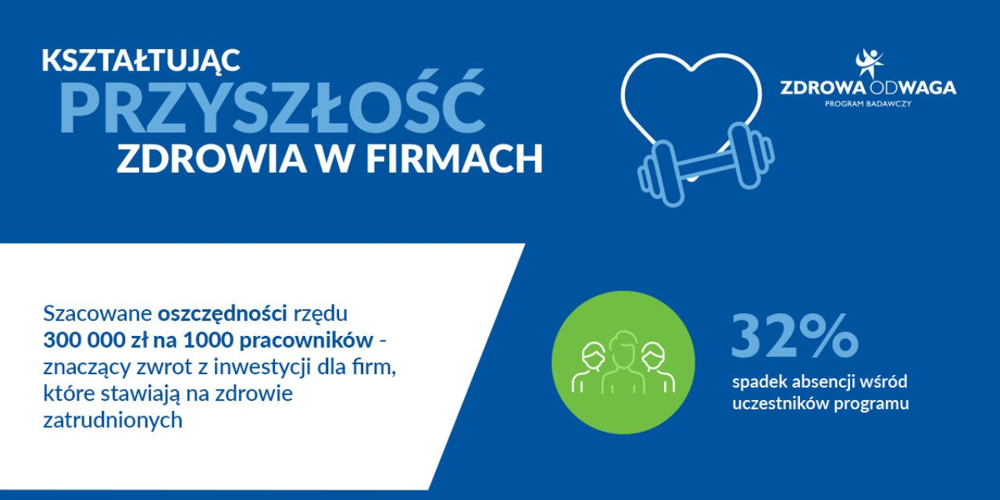 KSZTAŁTUJĄC
PRZYSZŁOŚĆ
ZDROWIA W FIRMACH
ZDROWA ODWAGA
PROGRAM BADAWCZY
Szacowane oszczędności rzędu
300 000 zł na 1000 pracowników -
znaczący zwrot z inwestycji dla firm,
które stawiają na zdrowie
zatrudnionych
32%
spadek absencji wśród
uczestników programu